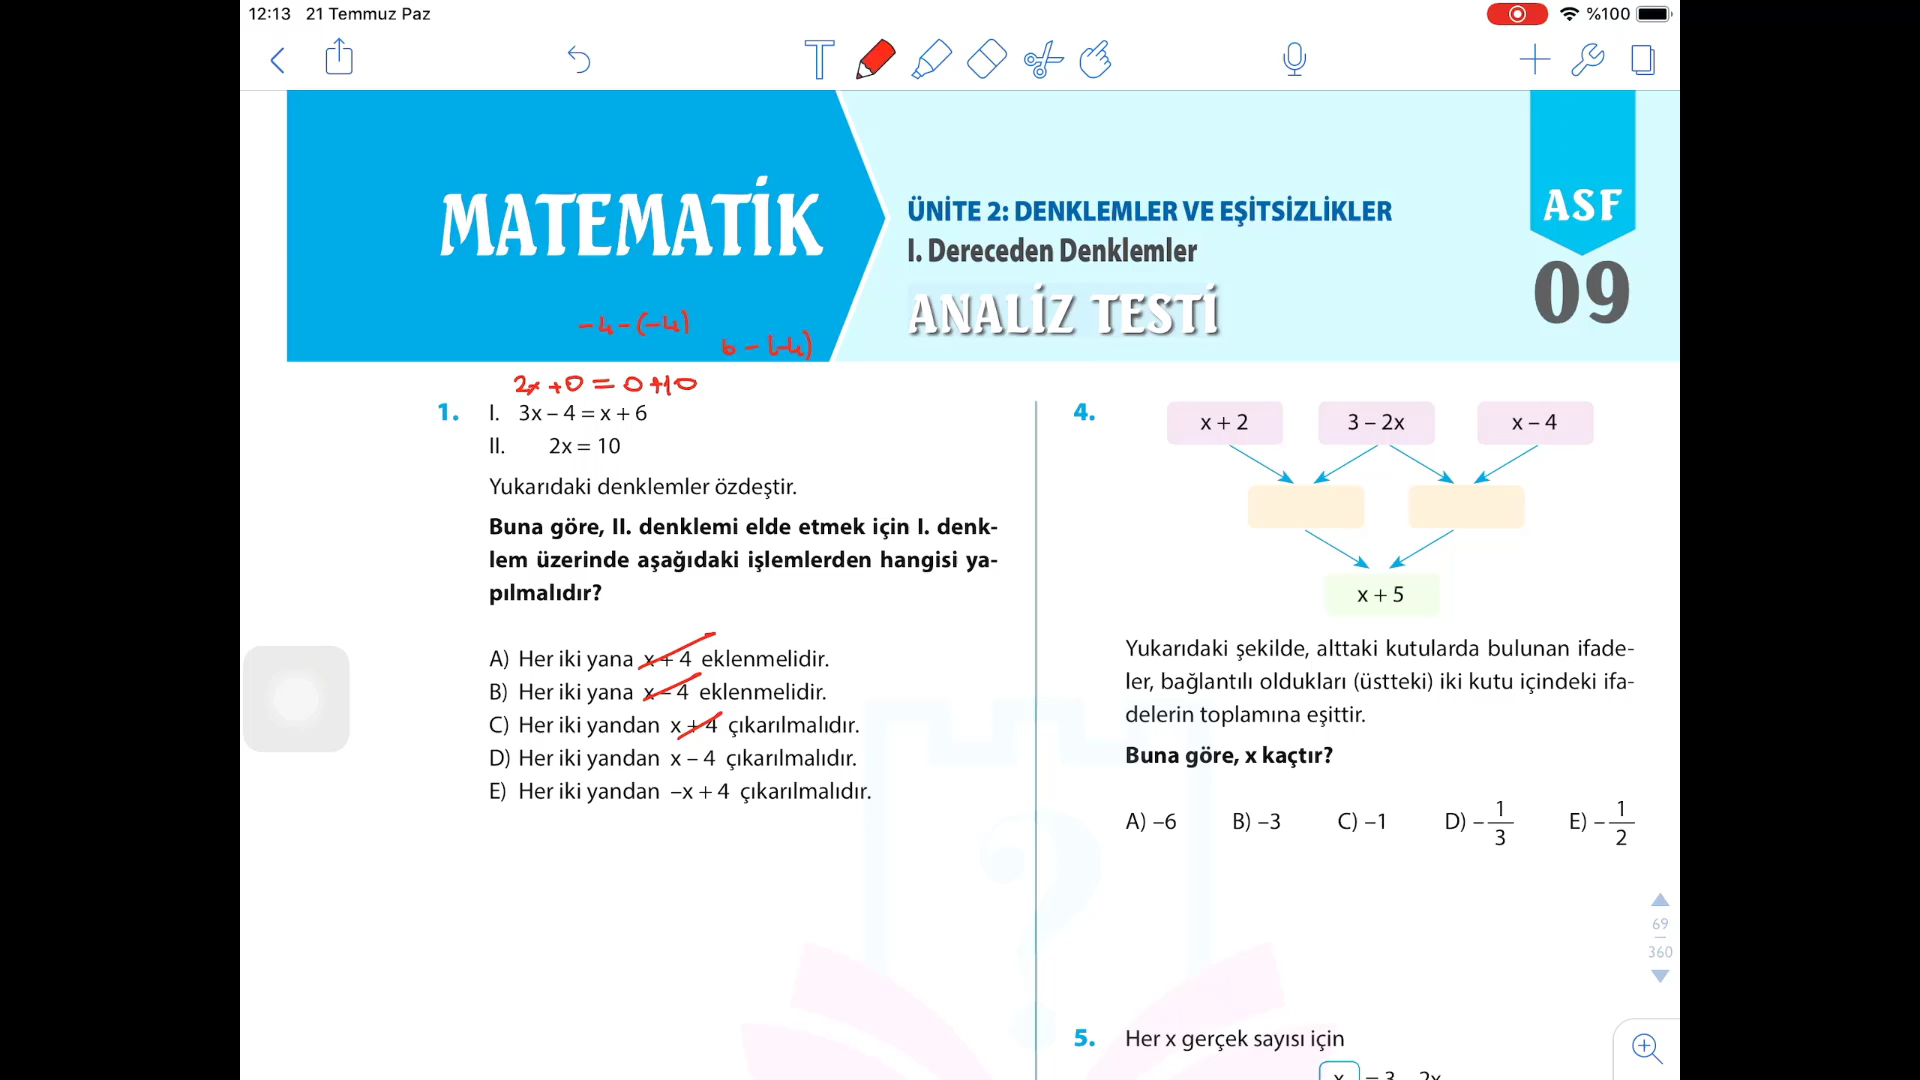 12:13 21 Temmuz Paz
%100
MATEMATİK
ÜNİTE 2: DENKLEMLER VE EŞİTSİZLİKLER
I. Dereceden Denklemler
ANALİZ TESTİ
ASF
09
-4-(-4)
6-(-4)
2x+0=0+10
1. I. 3x – 4 = x + 6
II. 2x = 10
Yukarıdaki denklemler özdeştir.
Buna göre, II. denklemi elde etmek için I. denk-
lem üzerinde aşağıdaki işlemlerden hangisi ya-
pılmalıdır?
A) Her iki yana x + 4 eklenmelidir.
B) Her iki yana x – 4 eklenmelidir.
C) Her iki yandan x + 4 çıkarılmalıdır.
D) Her iki yandan x – 4 çıkarılmalıdır.
E) Her iki yandan –x + 4 çıkarılmalıdır.
4.
x + 2 3 – 2x x – 4
x + 5
Yukarıdaki şekilde, alttaki kutularda bulunan ifade-
ler, bağlantılı oldukları (üstteki) iki kutu içindeki ifa-
delerin toplamına eşittir.
Buna göre, x kaçtır?
A) –6 B) –3 C) –1 D) –1/3 E) –1/2
69
360
5. Her x gerçek sayısı için
x = 3 – 2x